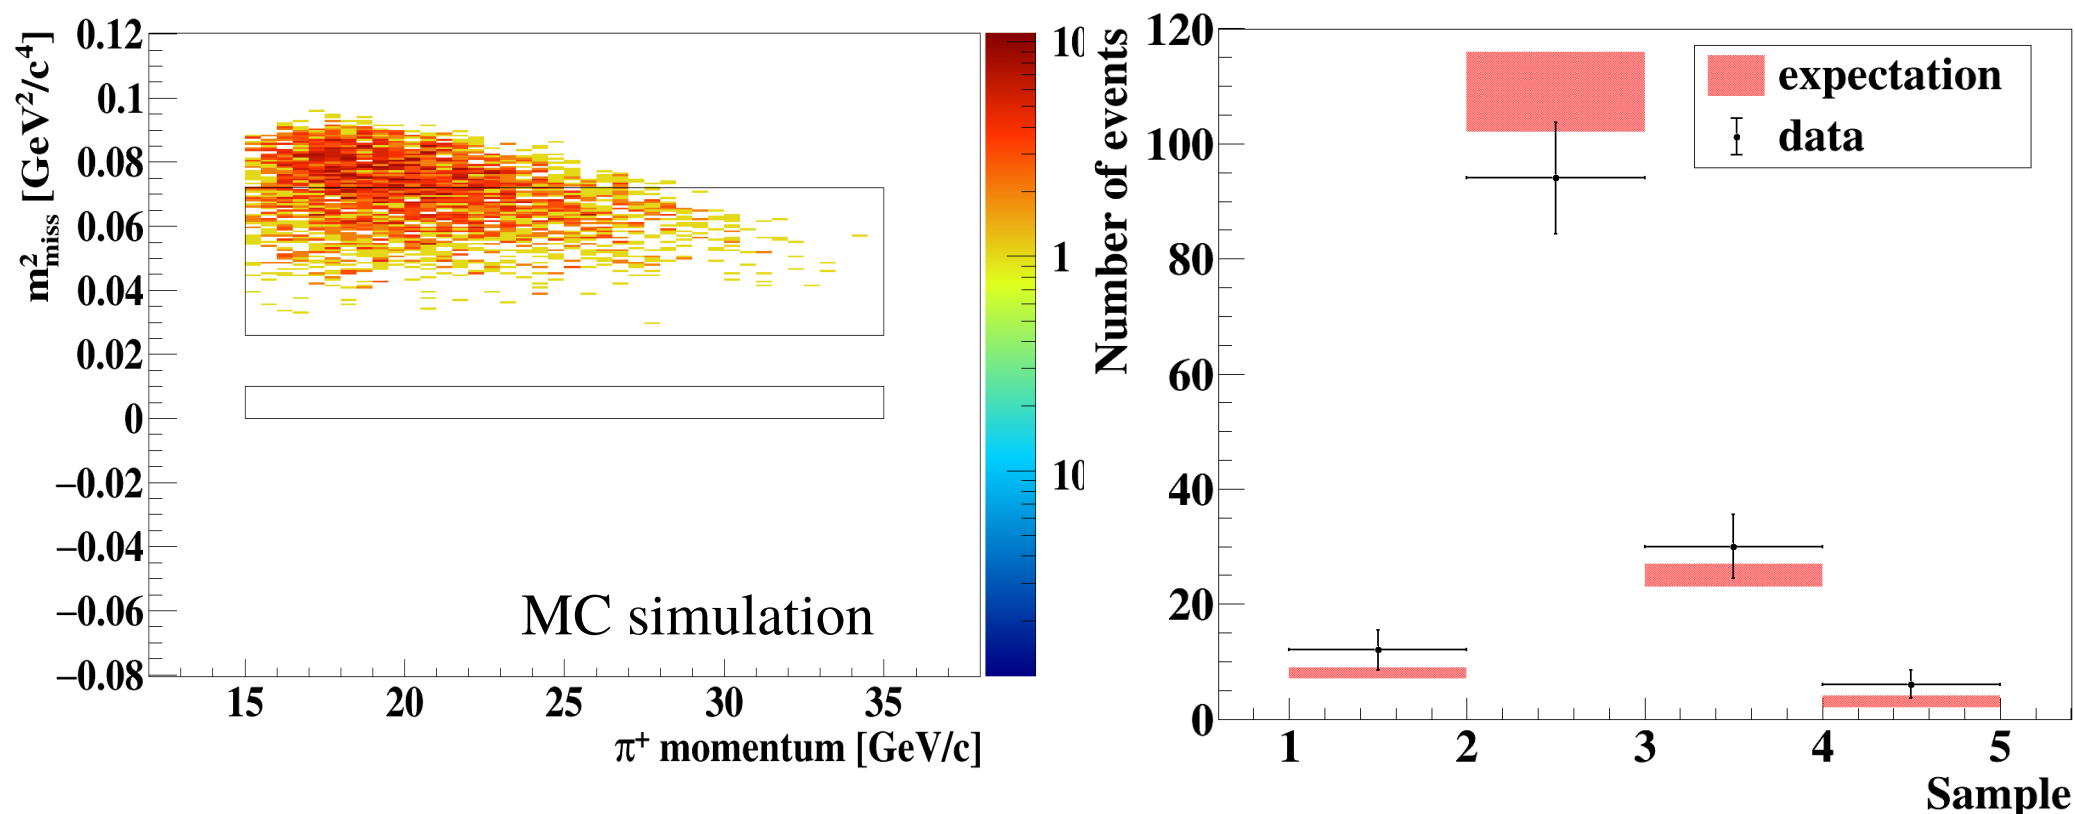 m²miss [GeV²/c⁴]
0.12
0.1
0.08
0.06
0.04
0.02
0
−0.02
−0.04
−0.06
−0.08
MC simulation
15 20 25 30 35
π⁺ momentum [GeV/c]
10
1
10
Number of events
120
100
80
60
40
20
0
expectation
data
1 2 3 4 5
Sample